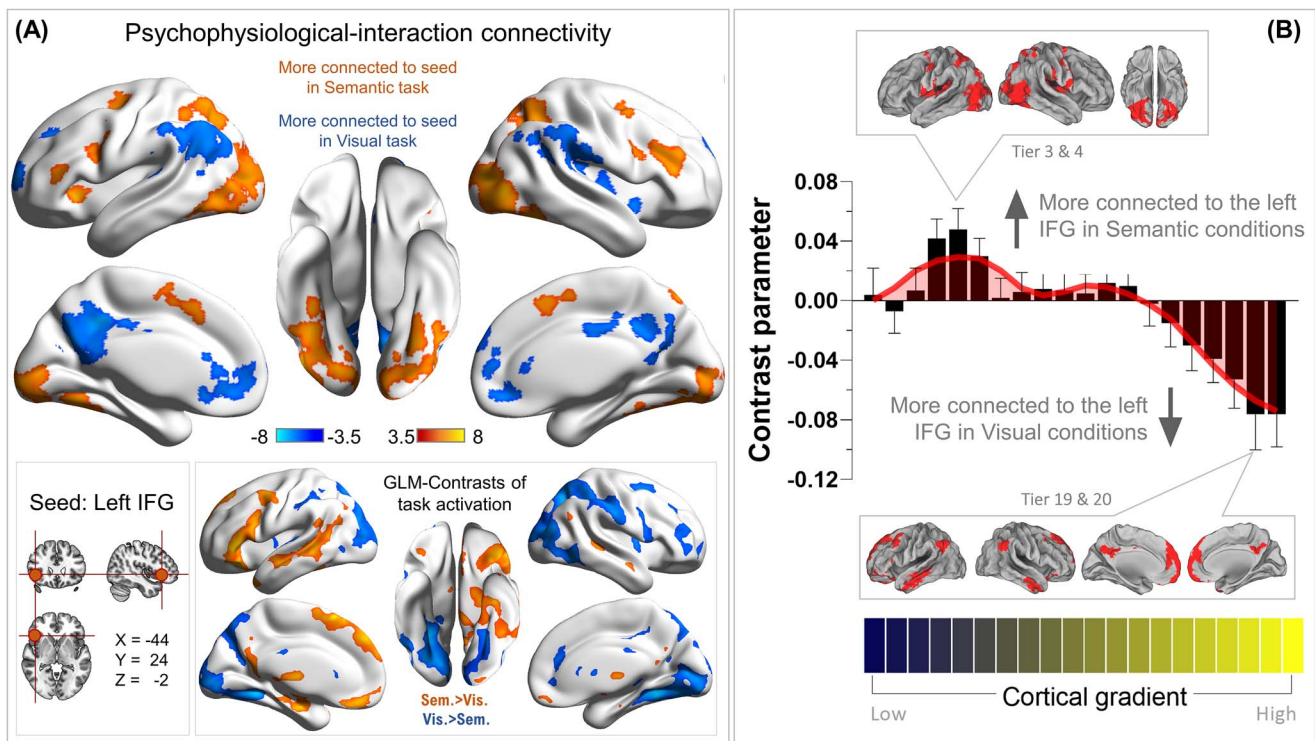 (A)
Psychophysiological-interaction connectivity
More connected to seed
in Semantic task
More connected to seed
in Visual task
-8
-3.5
3.5
8
Seed: Left IFG
X = -44
Y = 24
Z = -2
GLM-Contrasts of
task activation
Sem.>Vis.
Vis.>Sem.
(B)
Tier 3 & 4
Contrast parameter
0.08
0.04
0.00
-0.04
-0.08
-0.12
More connected to the left
IFG in Semantic conditions
More connected to the left
IFG in Visual conditions
Tier 19 & 20
Cortical gradient
Low
High